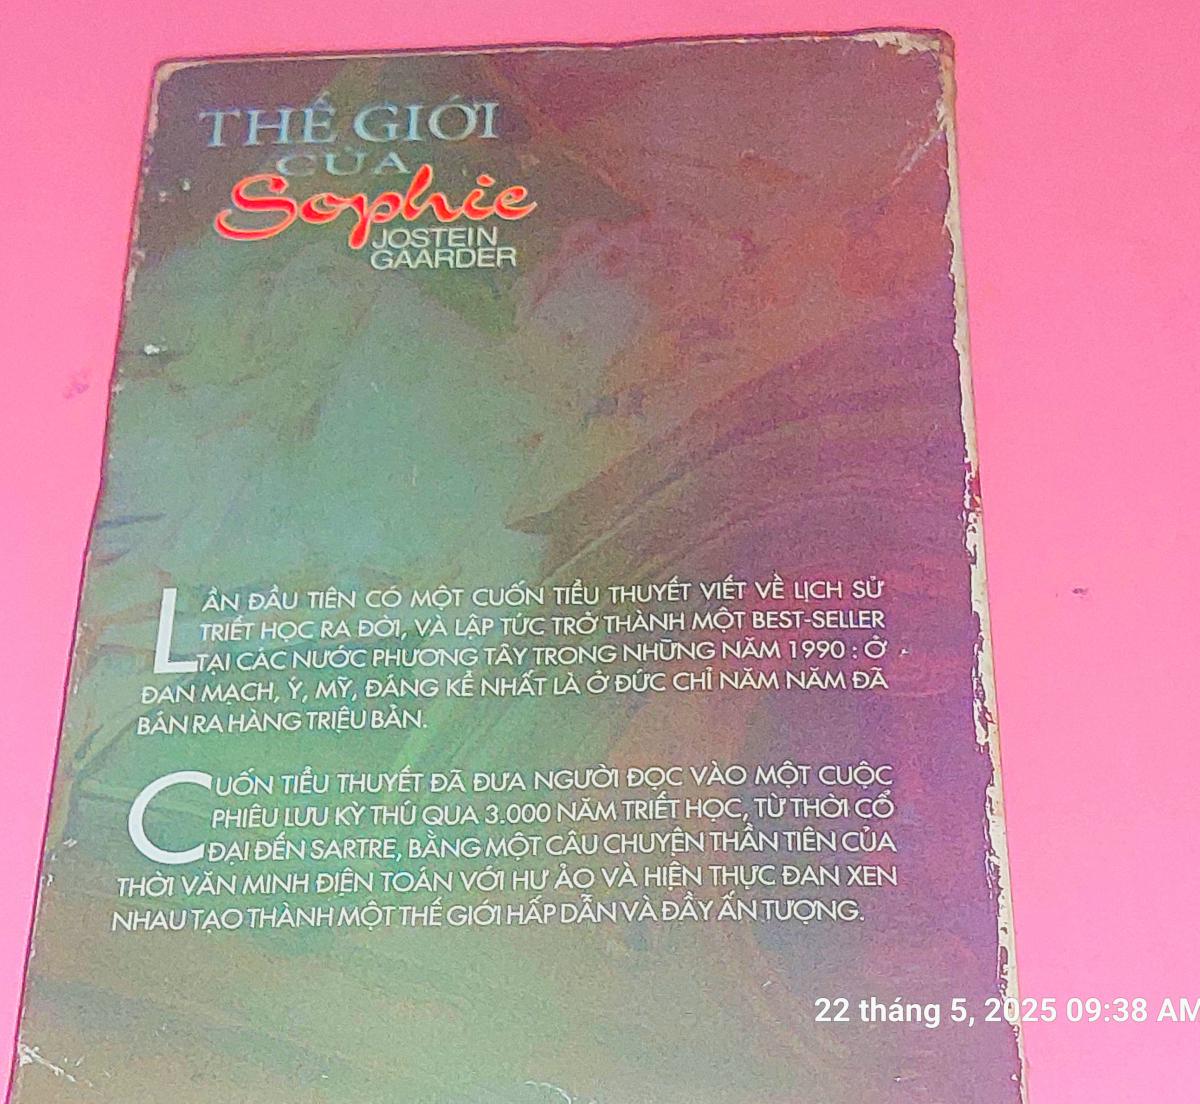 THẾ GIỚI
CỦA
Sophie
JOSTEIN
GAARDER
LẦN ĐẦU TIÊN CÓ MỘT CUỐN TIỂU THUYẾT VIẾT VỀ LỊCH SỬ
TRIẾT HỌC RA ĐỜI, VÀ LẬP TỨC TRỞ THÀNH MỘT BEST-SELLER
TẠI CÁC NƯỚC PHƯƠNG TÂY TRONG NHỮNG NĂM 1990 : Ở
ĐAN MẠCH, Ý, MỸ, ĐÁNG KỂ NHẤT LÀ Ở ĐỨC CHỈ NĂM NĂM ĐÃ
BÁN RA HÀNG TRIỆU BẢN.
CUỐN TIỂU THUYẾT ĐÃ ĐƯA NGƯỜI ĐỌC VÀO MỘT CUỘC
PHIÊU LƯU KỲ THÚ QUA 3.000 NĂM TRIẾT HỌC, TỪ THỜI CỔ
ĐẠI ĐẾN SARTRE, BẰNG MỘT CÂU CHUYỆN THẦN TIÊN CỦA
THỜI VĂN MINH ĐIỆN TOÁN VỚI HƯ ẢO VÀ HIỆN THỰC ĐAN XEN
NHAU TẠO THÀNH MỘT THẾ GIỚI HẤP DẪN VÀ ĐẦY ẤN TƯỢNG.
22 tháng 5, 2025 09:38 AM